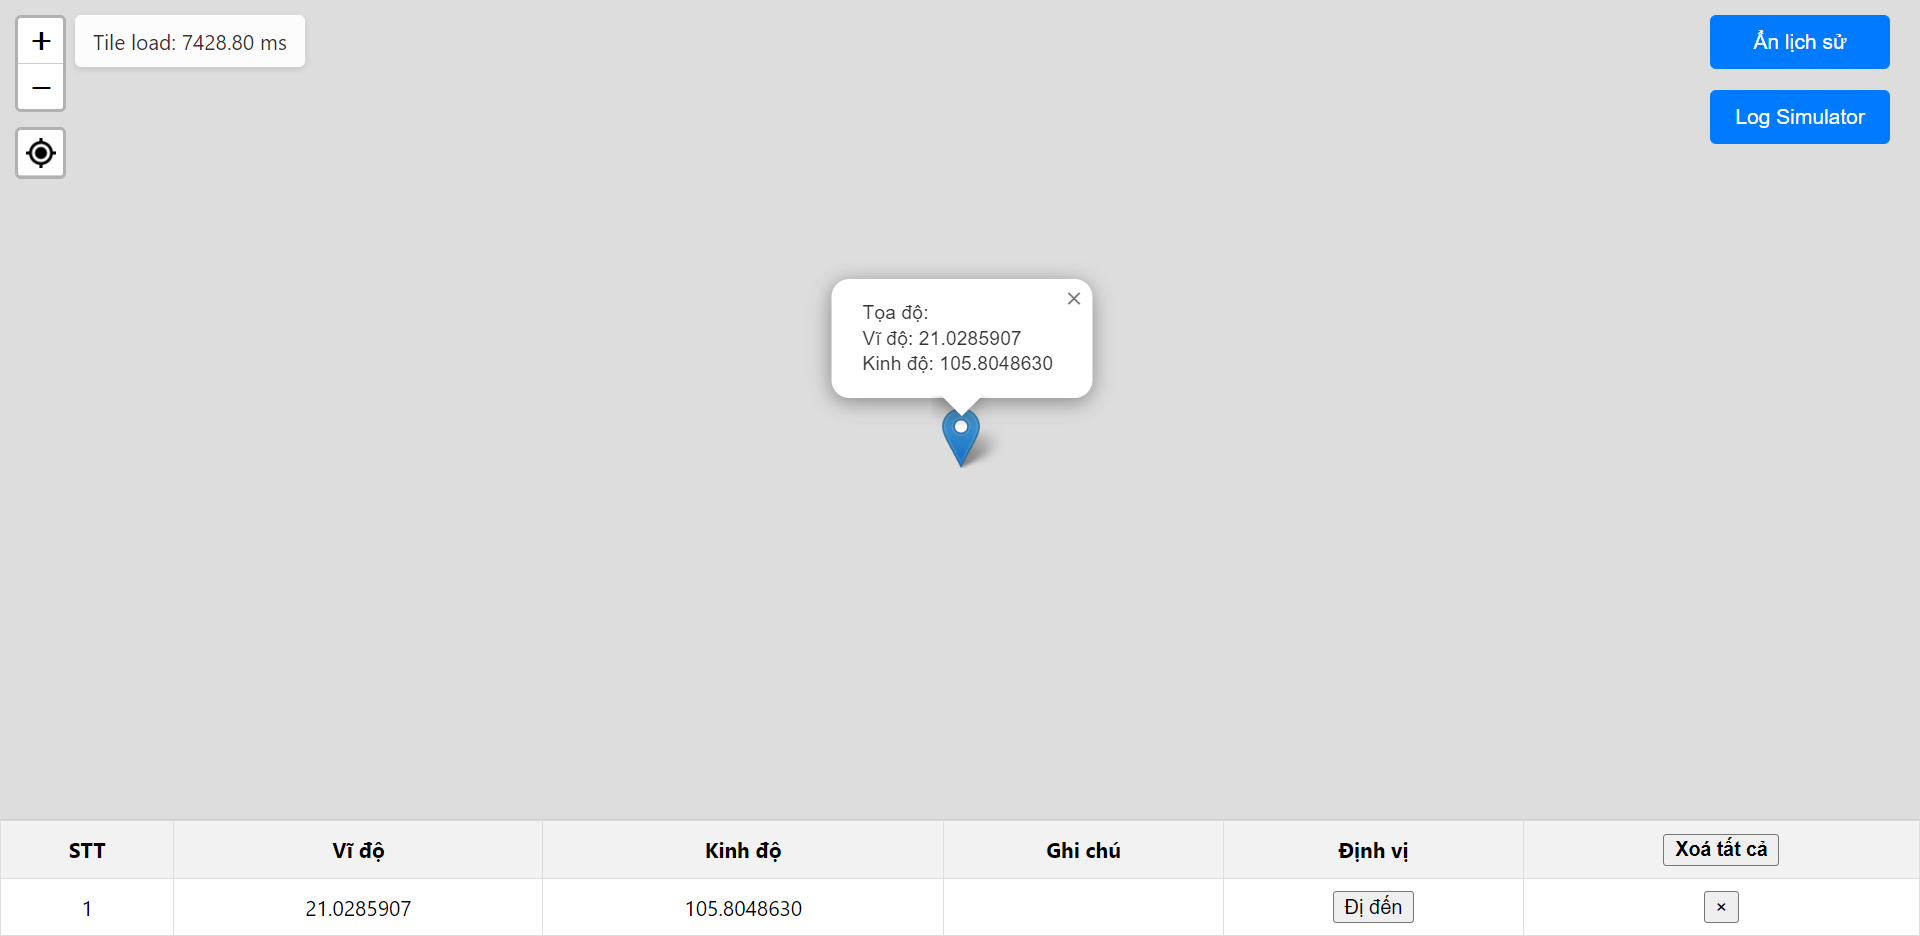 +
Tile load: 7428.80 ms
−
Ẩn lịch sử
Log Simulator
×
Tọa độ:
Vĩ độ: 21.0285907
Kinh độ: 105.8048630
STT Vĩ độ Kinh độ Ghi chú Định vị Xoá tất cả
1 21.0285907 105.8048630 Đị đến ×